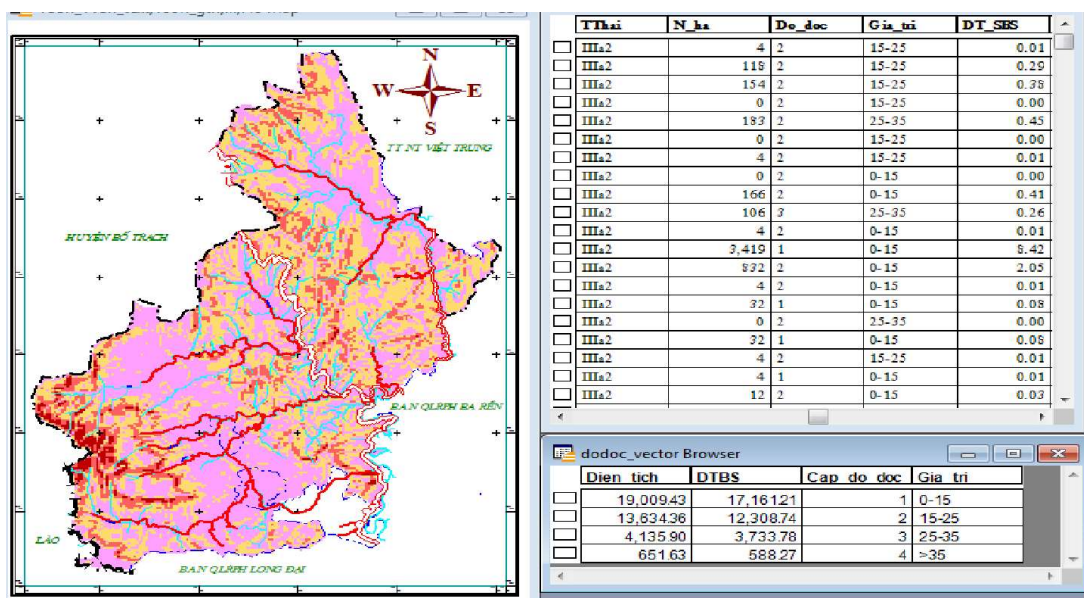 N
W E
S
TT NT VIỆT TRUNG
HUYỆN BỐ TRẠCH
BAN QLRPH BA RỀN
LÀO
BAN QLRPH LONG ĐẠI
TThai N_ha Do_doc Gia_tri DT_SBS
IIIa2 4 2 15-25 0.01
IIIa2 118 2 15-25 0.29
IIIa2 154 2 15-25 0.38
IIIa2 0 2 15-25 0.00
IIIa2 183 2 25-35 0.45
IIIa2 0 2 15-25 0.00
IIIa2 4 2 15-25 0.01
IIIa2 0 2 0-15 0.00
IIIa2 166 2 0-15 0.41
IIIa2 106 3 25-35 0.26
IIIa2 4 2 0-15 0.01
IIIa2 3,419 1 0-15 8.42
IIIa2 832 2 0-15 2.05
IIIa2 4 2 0-15 0.01
IIIa2 32 1 0-15 0.08
IIIa2 0 2 25-35 0.00
IIIa2 32 1 0-15 0.08
IIIa2 4 2 15-25 0.01
IIIa2 4 1 0-15 0.01
IIIa2 12 2 0-15 0.03
dodoc_vector Browser
Dien_tich DTBS Cap_do_doc Gia_tri
19,009.43 17,161.21 1 0-15
13,634.36 12,308.74 2 15-25
4,135.90 3,733.78 3 25-35
651.63 588.27 4 >35